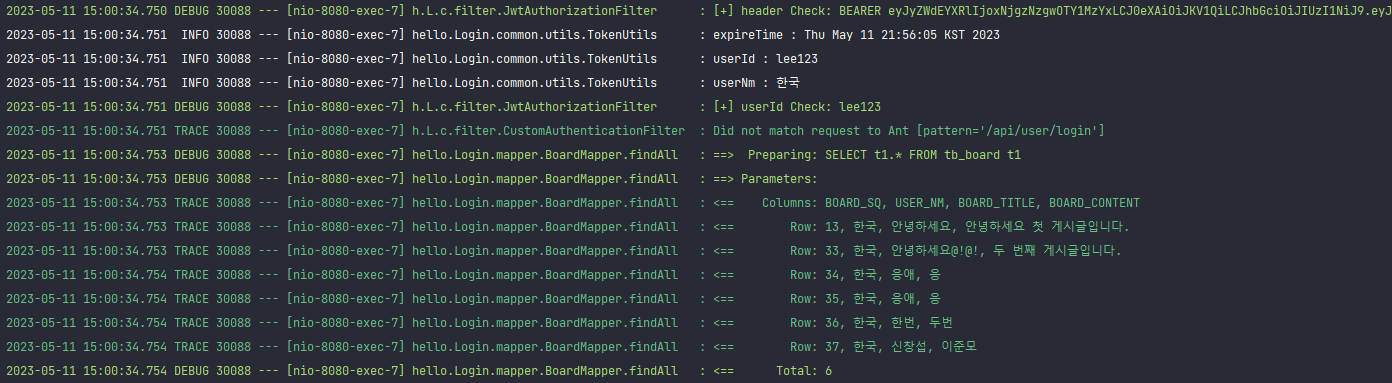 2023-05-11 15:00:34.750 DEBUG 30088 --- [nio-8080-exec-7] h.L.c.filter.JwtAuthorizationFilter : [+] header Check: BEARER eyJyZWdEYXRlIjoxNjgzNzgwOTY1MzYxLCJ0eXAiOiJKV1QiLCJhbGciOiJIUzI1NiJ9.eyJ
2023-05-11 15:00:34.751 INFO 30088 --- [nio-8080-exec-7] hello.Login.common.utils.TokenUtils : expireTime : Thu May 11 21:56:05 KST 2023
2023-05-11 15:00:34.751 INFO 30088 --- [nio-8080-exec-7] hello.Login.common.utils.TokenUtils : userId : lee123
2023-05-11 15:00:34.751 INFO 30088 --- [nio-8080-exec-7] hello.Login.common.utils.TokenUtils : userNm : 한국
2023-05-11 15:00:34.751 DEBUG 30088 --- [nio-8080-exec-7] h.L.c.filter.JwtAuthorizationFilter : [+] userId Check: lee123
2023-05-11 15:00:34.751 TRACE 30088 --- [nio-8080-exec-7] h.L.c.filter.CustomAuthenticationFilter : Did not match request to Ant [pattern='/api/user/login']
2023-05-11 15:00:34.753 DEBUG 30088 --- [nio-8080-exec-7] hello.Login.mapper.BoardMapper.findAll : ==> Preparing: SELECT t1.* FROM tb_board t1
2023-05-11 15:00:34.753 DEBUG 30088 --- [nio-8080-exec-7] hello.Login.mapper.BoardMapper.findAll : ==> Parameters:
2023-05-11 15:00:34.753 TRACE 30088 --- [nio-8080-exec-7] hello.Login.mapper.BoardMapper.findAll : <== Columns: BOARD_SQ, USER_NM, BOARD_TITLE, BOARD_CONTENT
2023-05-11 15:00:34.753 TRACE 30088 --- [nio-8080-exec-7] hello.Login.mapper.BoardMapper.findAll : <== Row: 13, 한국, 안녕하세요, 안녕하세요 첫 게시글입니다.
2023-05-11 15:00:34.753 TRACE 30088 --- [nio-8080-exec-7] hello.Login.mapper.BoardMapper.findAll : <== Row: 33, 한국, 안녕하세요@!@!, 두 번째 게시글입니다.
2023-05-11 15:00:34.754 TRACE 30088 --- [nio-8080-exec-7] hello.Login.mapper.BoardMapper.findAll : <== Row: 34, 한국, 응애, 응
2023-05-11 15:00:34.754 TRACE 30088 --- [nio-8080-exec-7] hello.Login.mapper.BoardMapper.findAll : <== Row: 35, 한국, 응애, 응
2023-05-11 15:00:34.754 TRACE 30088 --- [nio-8080-exec-7] hello.Login.mapper.BoardMapper.findAll : <== Row: 36, 한국, 한번, 두번
2023-05-11 15:00:34.754 TRACE 30088 --- [nio-8080-exec-7] hello.Login.mapper.BoardMapper.findAll : <== Row: 37, 한국, 신창섭, 이준모
2023-05-11 15:00:34.754 DEBUG 30088 --- [nio-8080-exec-7] hello.Login.mapper.BoardMapper.findAll : <== Total: 6